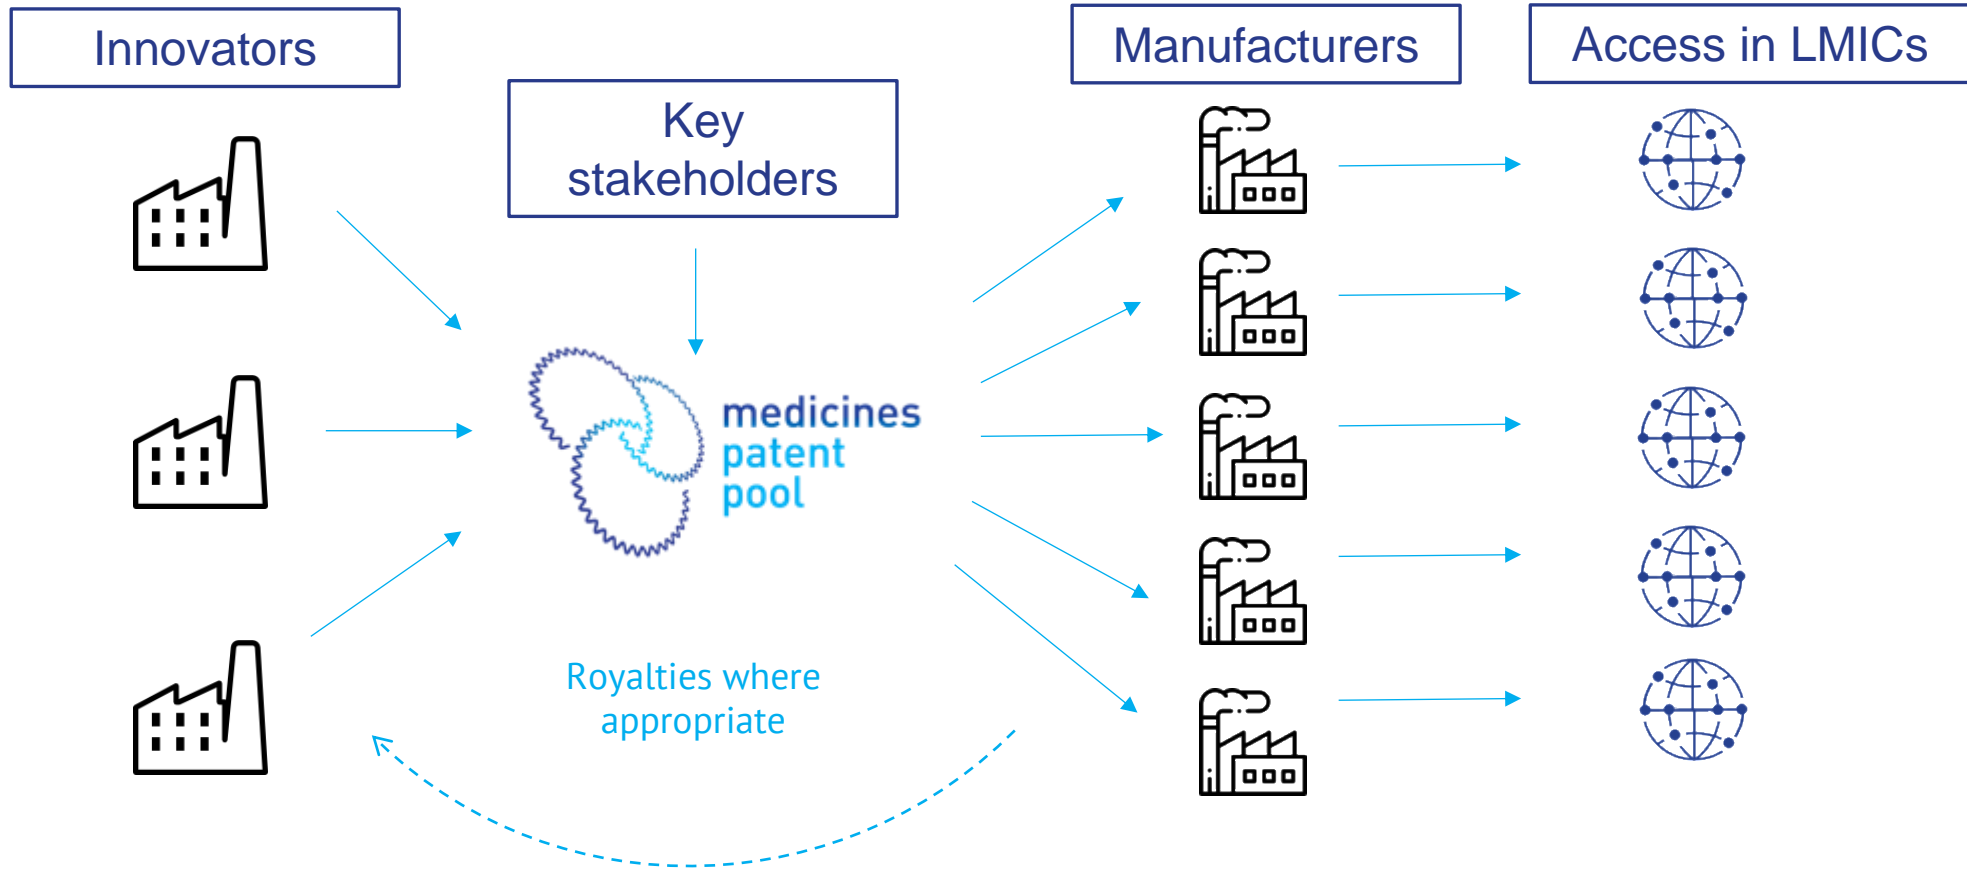 Innovators
Key
stakeholders
Manufacturers
Access in LMICs
medicines
patent
pool
Royalties where
appropriate